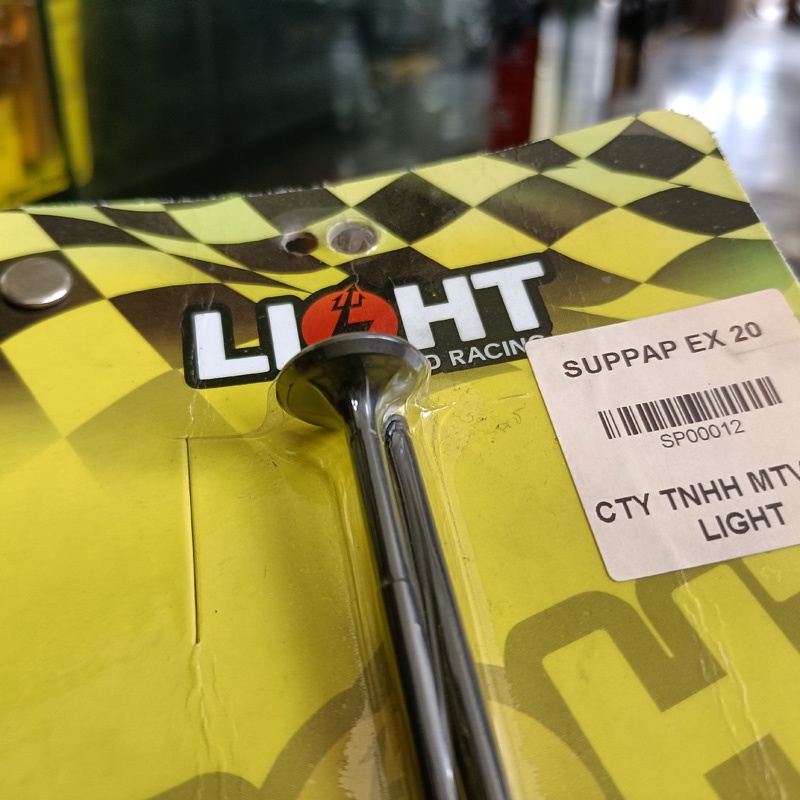 LIGHT
RACING
SUPPAP EX 20
SP00012
CTY TNHH MTV
LIGHT